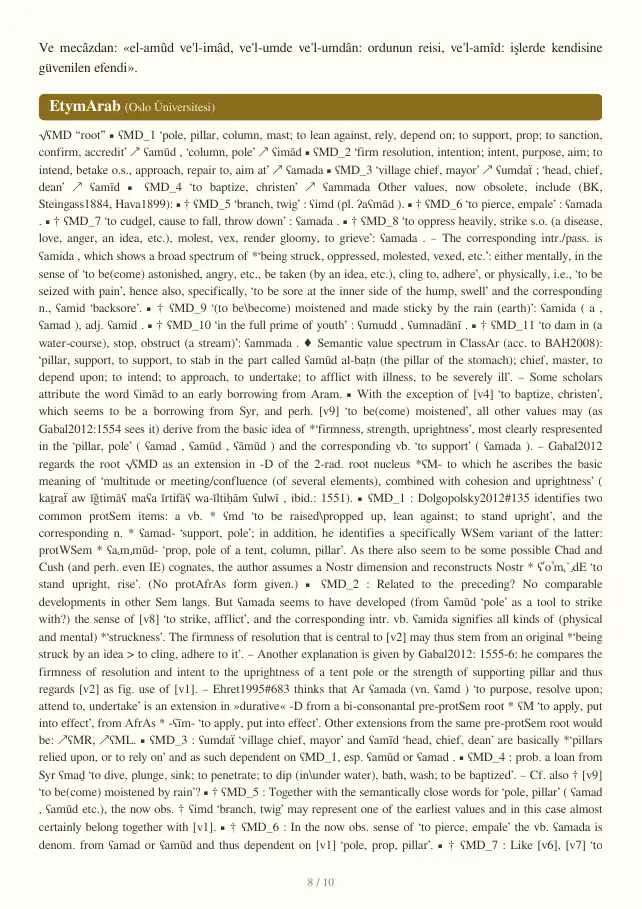 Ve mecâzdan: «el-amûd ve'l-imâd, ve'l-umde ve'l-umdân: ordunun reisi, ve'l-amîd: işlerde kendisine
güvenilen efendi».
EtymArab (Oslo Üniversitesi)
√ʕMD “root” ▪ ʕMD_1 ‘pole, pillar, column, mast; to lean against, rely, depend on; to support, prop; to sanction,
confirm, accredit’ ↗ ʕamūd , ‘column, pole’ ↗ ʕimād ▪ ʕMD_2 ‘firm resolution, intention; intent, purpose, aim; to
intend, betake o.s., approach, repair to, aim at’ ↗ ʕamada ▪ ʕMD_3 ‘village chief, mayor’ ↗ ʕumdaẗ ; ‘head, chief,
dean’ ↗ ʕamīd ▪ ʕMD_4 ‘to baptize, christen’ ↗ ʕammada Other values, now obsolete, include (BK,
Steingass1884, Hava1899): ▪ † ʕMD_5 ‘branch, twig’ : ʕimd (pl. ʔaʕmād ). ▪ † ʕMD_6 ‘to pierce, empale’ : ʕamada
. ▪ † ʕMD_7 ‘to cudgel, cause to fall, throw down’ : ʕamada . ▪ † ʕMD_8 ‘to oppress heavily, strike s.o. (a disease,
love, anger, an idea, etc.), molest, vex, render gloomy, to grieve’: ʕamada . – The corresponding intr./pass. is
ʕamida , which shows a broad spectrum of *‘being struck, oppressed, molested, vexed, etc.’: either mentally, in the
sense of ‘to be(come) astonished, angry, etc., be taken (by an idea, etc.), cling to, adhere’, or physically, i.e., ‘to be
seized with pain’, hence also, specifically, ‘to be sore at the inner side of the hump, swell’ and the corresponding
n., ʕamid ‘backsore’. ▪ † ʕMD_9 ‘(to be\become) moistened and made sticky by the rain (earth)’: ʕamida ( a ,
ʕamad ), adj. ʕamid . ▪ † ʕMD_10 ‘in the full prime of youth’ : ʕumudd , ʕumnadānī . ▪ † ʕMD_11 ‘to dam in (a
water-course), stop, obstruct (a stream)’: ʕammada . ♦ Semantic value spectrum in ClassAr (acc. to BAH2008):
‘pillar, support, to support, to stab in the part called ʕamūd al-baṭn (the pillar of the stomach); chief, master, to
depend upon; to intend; to approach, to undertake; to afflict with illness, to be severely ill’. – Some scholars
attribute the word ʕimād to an early borrowing from Aram. ▪ With the exception of [v4] ‘to baptize, christen’,
which seems to be a borrowing from Syr, and perh. [v9] ‘to be(come) moistened’, all other values may (as
Gabal2012:1554 sees it) derive from the basic idea of *‘firmness, strength, uprightness’, most clearly respresented
in the ‘pillar, pole’ ( ʕamad , ʕamūd , ʕāmūd ) and the corresponding vb. ‘to support’ ( ʕamada ). – Gabal2012
regards the root √ʕMD as an extension in -D of the 2-rad. root nucleus *ʕM- to which he ascribes the basic
meaning of ‘multitude or meeting/confluence (of several elements), combined with cohesion and uprightness’ (
kaṯraẗ aw iǧtimāʕ maʕa irtifāʕ wa-ĭltiḥām ʕulwī , ibid.: 1551). ▪ ʕMD_1 : Dolgopolsky2012#135 identifies two
common protSem items: a vb. * ʕmd ‘to be raised\propped up, lean against; to stand upright’, and the
corresponding n. * ʕamad- ‘support, pole’; in addition, he identifies a specifically WSem variant of the latter:
protWSem * ʕa₍m₎mūd- ‘prop, pole of a tent, column, pillar’. As there also seem to be some possible Chad and
Cush (and perh. even IE) cognates, the author assumes a Nostr dimension and reconstructs Nostr * ʕ˹o˺m₍ˇ₎dE ‘to
stand upright, rise’. (No protAfrAs form given.) ▪ ʕMD_2 : Related to the preceding? No comparable
developments in other Sem langs. But ʕamada seems to have developed (from ʕamūd ‘pole’ as a tool to strike
with?) the sense of [v8] ‘to strike, afflict’, and the corresponding intr. vb. ʕamida signifies all kinds of (physical
and mental) *‘struckness’. The firmness of resolution that is central to [v2] may thus stem from an original *‘being
struck by an idea > to cling, adhere to it’. – Another explanation is given by Gabal2012: 1555-6: he compares the
firmness of resolution and intent to the uprightness of a tent pole or the strength of supporting pillar and thus
regards [v2] as fig. use of [v1]. – Ehret1995#683 thinks that Ar ʕamada (vn. ʕamd ) ‘to purpose, resolve upon;
attend to, undertake’ is an extension in »durative« -D from a bi-consonantal pre-protSem root * ʕM ‘to apply, put
into effect’, from AfrAs * -ʕîm- ‘to apply, put into effect’. Other extensions from the same pre-protSem root would
be: ↗ʕMR, ↗ʕML. ▪ ʕMD_3 : ʕumdaẗ ‘village chief, mayor’ and ʕamīd ‘head, chief, dean’ are basically *‘pillars
relied upon, or to rely on’ and as such dependent on ʕMD_1, esp. ʕamūd or ʕamad . ▪ ʕMD_4 : prob. a loan from
Syr ʕmaḏ ‘to dive, plunge, sink; to penetrate; to dip (in\under water), bath, wash; to be baptized’. – Cf. also † [v9]
‘to be(come) moistened by rain’? ▪ † ʕMD_5 : Together with the semantically close words for ‘pole, pillar’ ( ʕamad
, ʕamūd etc.), the now obs. † ʕimd ‘branch, twig’ may represent one of the earliest values and in this case almost
certainly belong together with [v1]. ▪ † ʕMD_6 : In the now obs. sense of ‘to pierce, empale’ the vb. ʕamada is
denom. from ʕamad or ʕamūd and thus dependent on [v1] ‘pole, prop, pillar’. ▪ † ʕMD_7 : Like [v6], [v7] ‘to
8 / 10